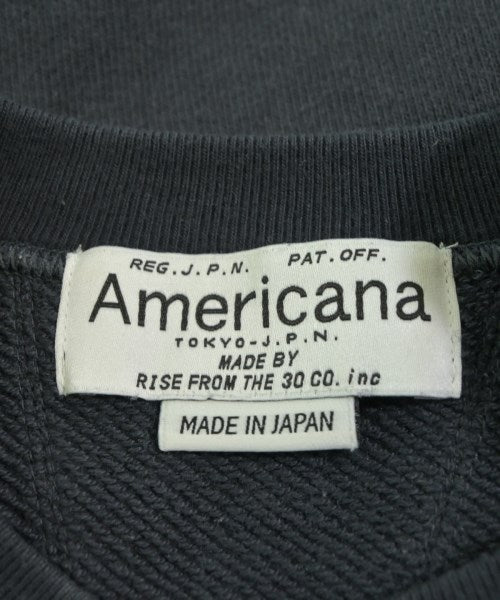 REG.J.P.N. PAT.OFF.
Americana
TOKYO-J.P.N.
MADE BY
RISE FROM THE 30 CO. inc
MADE IN JAPAN